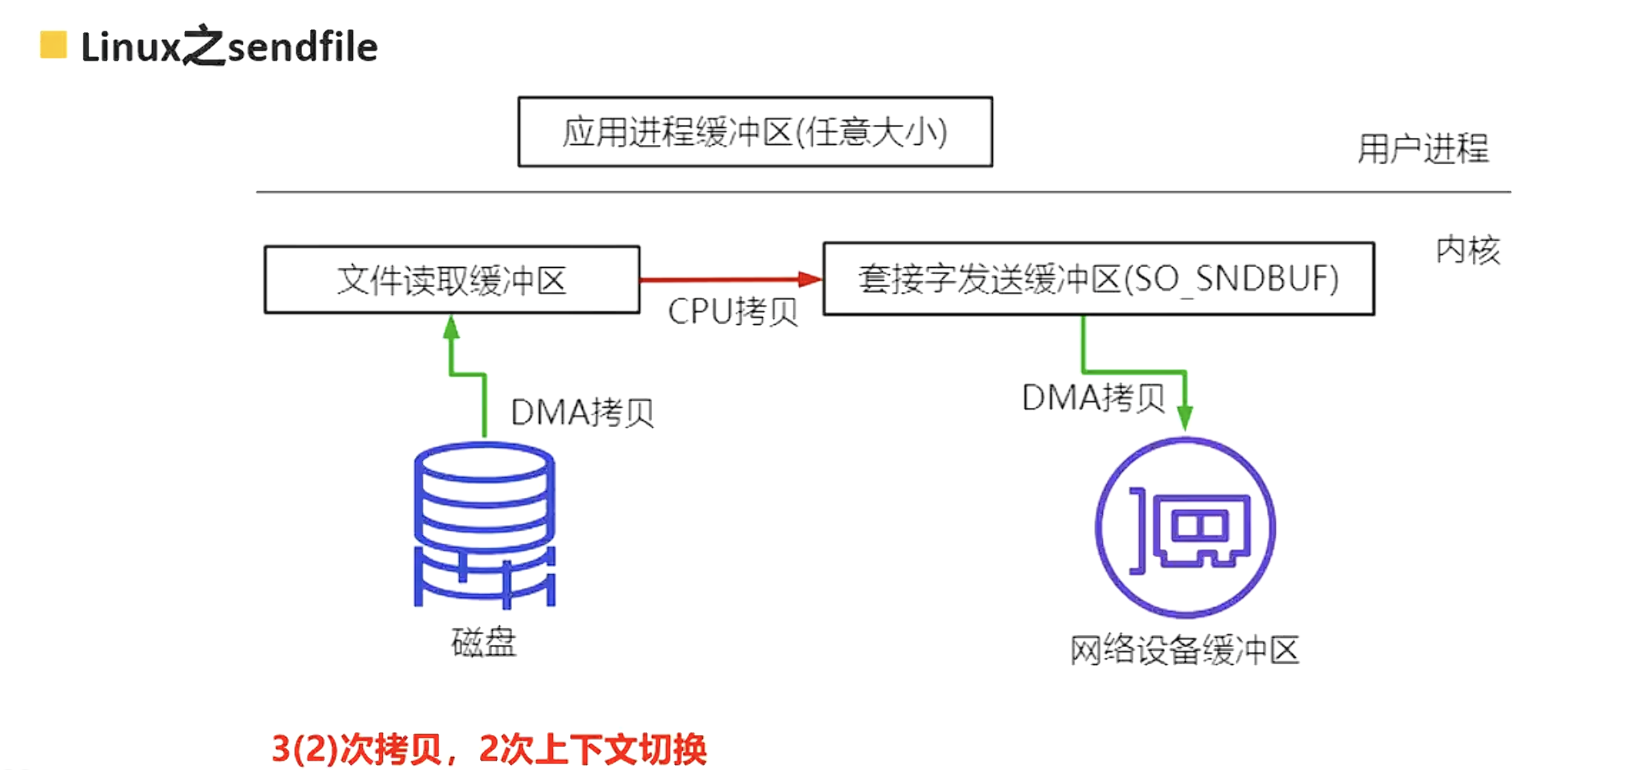 Linux之sendfile
应用进程缓冲区(任意大小)
用户进程
内核
文件读取缓冲区
套接字发送缓冲区(SO_SNDBUF)
CPU拷贝
DMA拷贝
DMA拷贝
磁盘
网络设备缓冲区
3(2)次拷贝，2次上下文切换